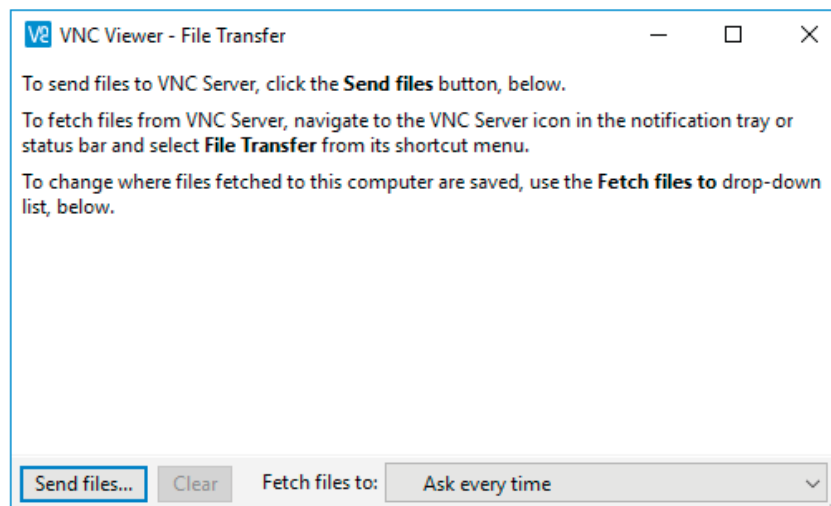 VNC Viewer - File Transfer
To send files to VNC Server, click the Send files button, below.
To fetch files from VNC Server, navigate to the VNC Server icon in the notification tray or
status bar and select File Transfer from its shortcut menu.
To change where files fetched to this computer are saved, use the Fetch files to drop-down
list, below.
Send files... Clear Fetch files to: Ask every time